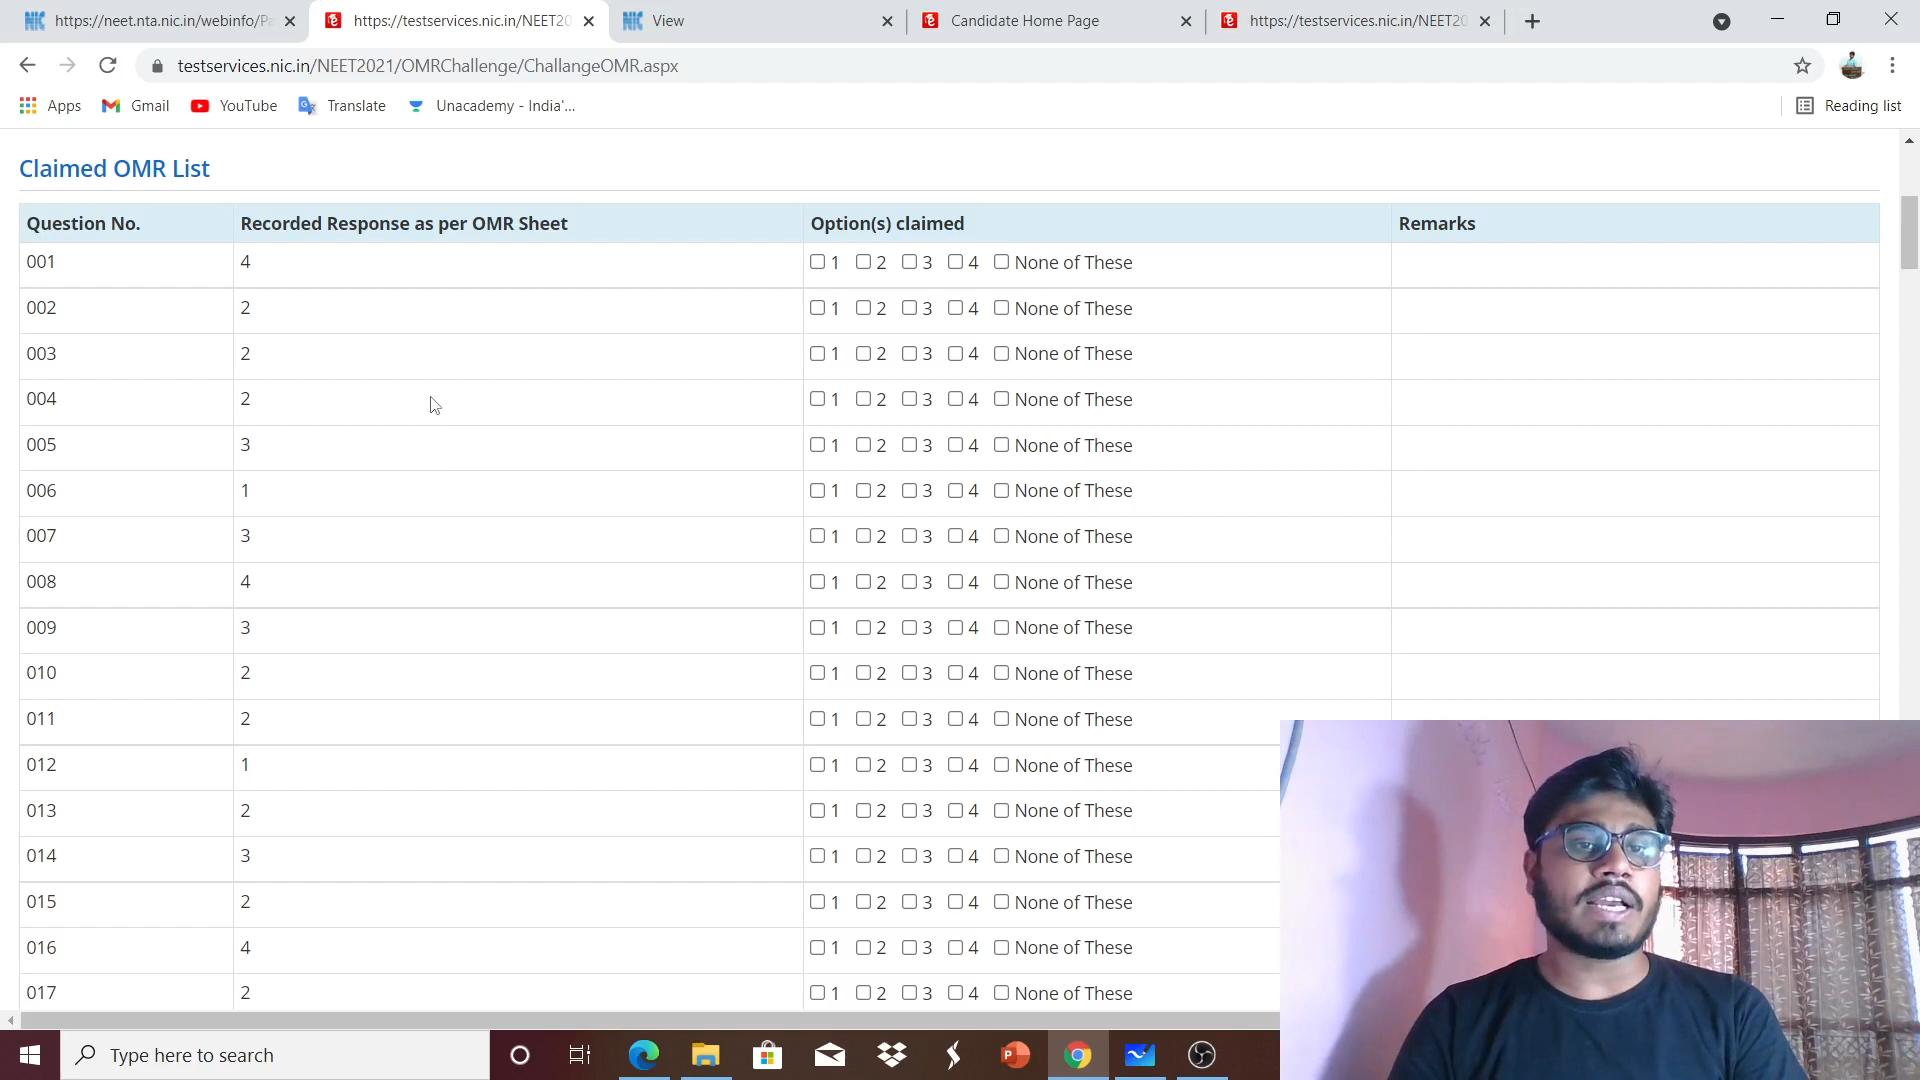 https://neet.nta.nic.in/webinfo/Pa
https://testservices.nic.in/NEET20
View
Candidate Home Page
https://testservices.nic.in/NEET20
testservices.nic.in/NEET2021/OMRChallenge/ChallangeOMR.aspx
Apps Gmail YouTube Translate Unacademy - India'... Reading list
Claimed OMR List
Question No. Recorded Response as per OMR Sheet Option(s) claimed Remarks
001 4 1 2 3 4 None of These
002 2 1 2 3 4 None of These
003 2 1 2 3 4 None of These
004 2 1 2 3 4 None of These
005 3 1 2 3 4 None of These
006 1 1 2 3 4 None of These
007 3 1 2 3 4 None of These
008 4 1 2 3 4 None of These
009 3 1 2 3 4 None of These
010 2 1 2 3 4 None of These
011 2 1 2 3 4 None of These
012 1 1 2 3 4 None of These
013 2 1 2 3 4 None of These
014 3 1 2 3 4 None of These
015 2 1 2 3 4 None of These
016 4 1 2 3 4 None of These
017 2 1 2 3 4 None of These
Type here to search